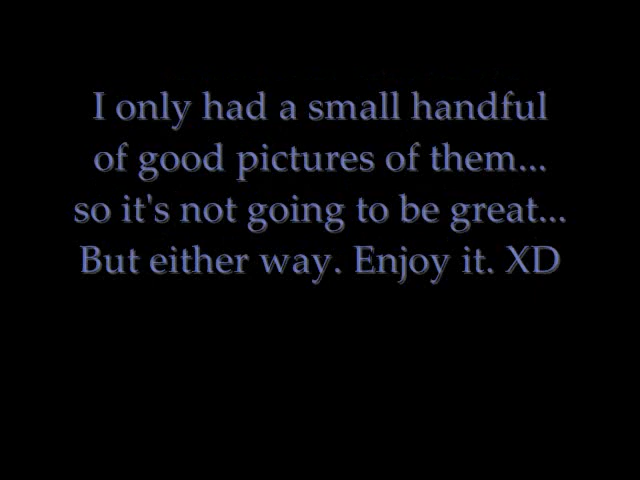 I only had a small handful
of good pictures of them...
so it's not going to be great...
But either way. Enjoy it. XD